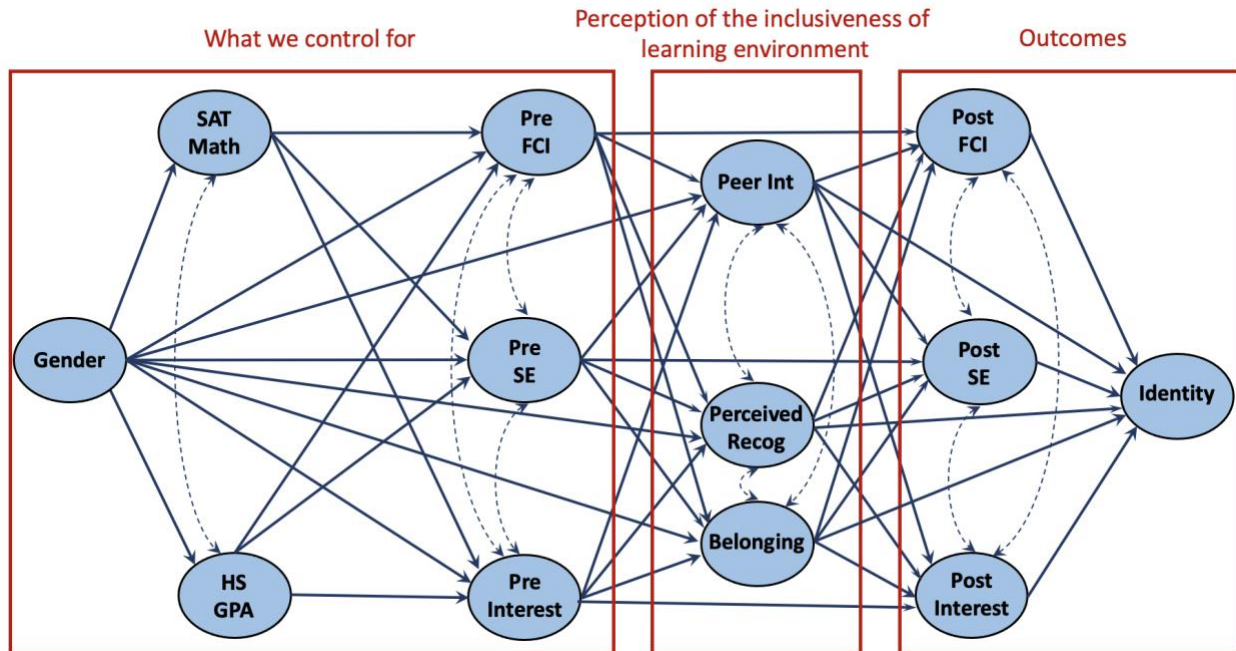 What we control for
Perception of the inclusiveness of
learning environment
Outcomes
SAT
Math
Pre
FCI
Post
FCI
Peer Int
Gender
Pre
SE
Post
SE
Perceived
Recog
Identity
Belonging
HS
GPA
Pre
Interest
Post
Interest